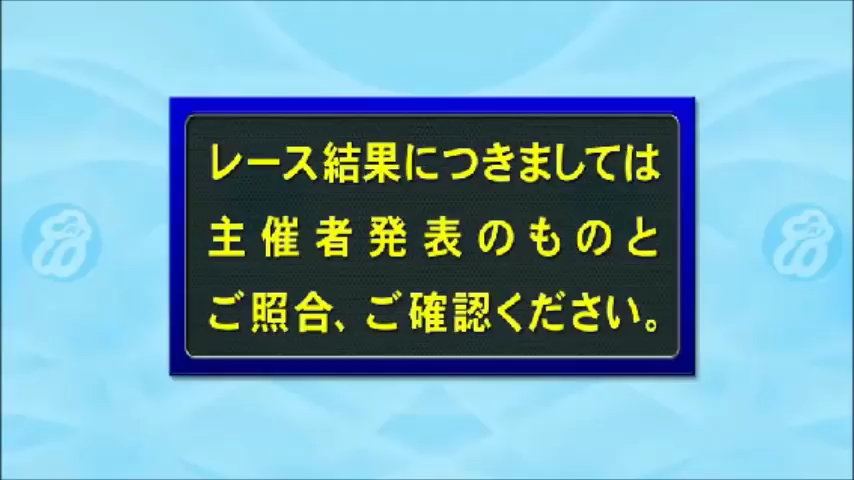 レース結果につきましては
主催者発表のものと
ご照合、ご確認ください。